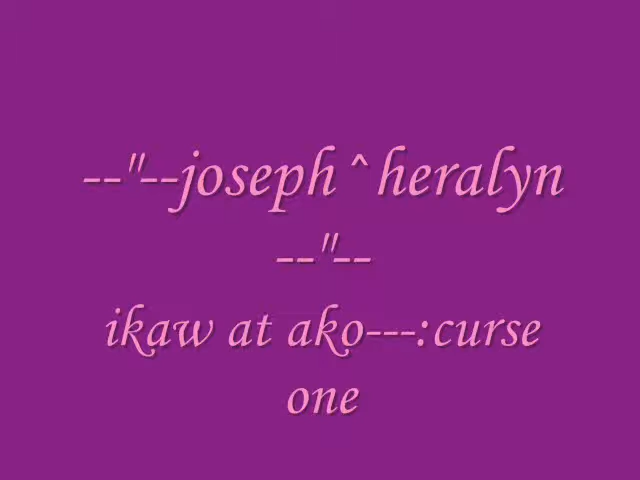 --"--joseph^heralyn
--"--
ikaw at ako---:curse
one